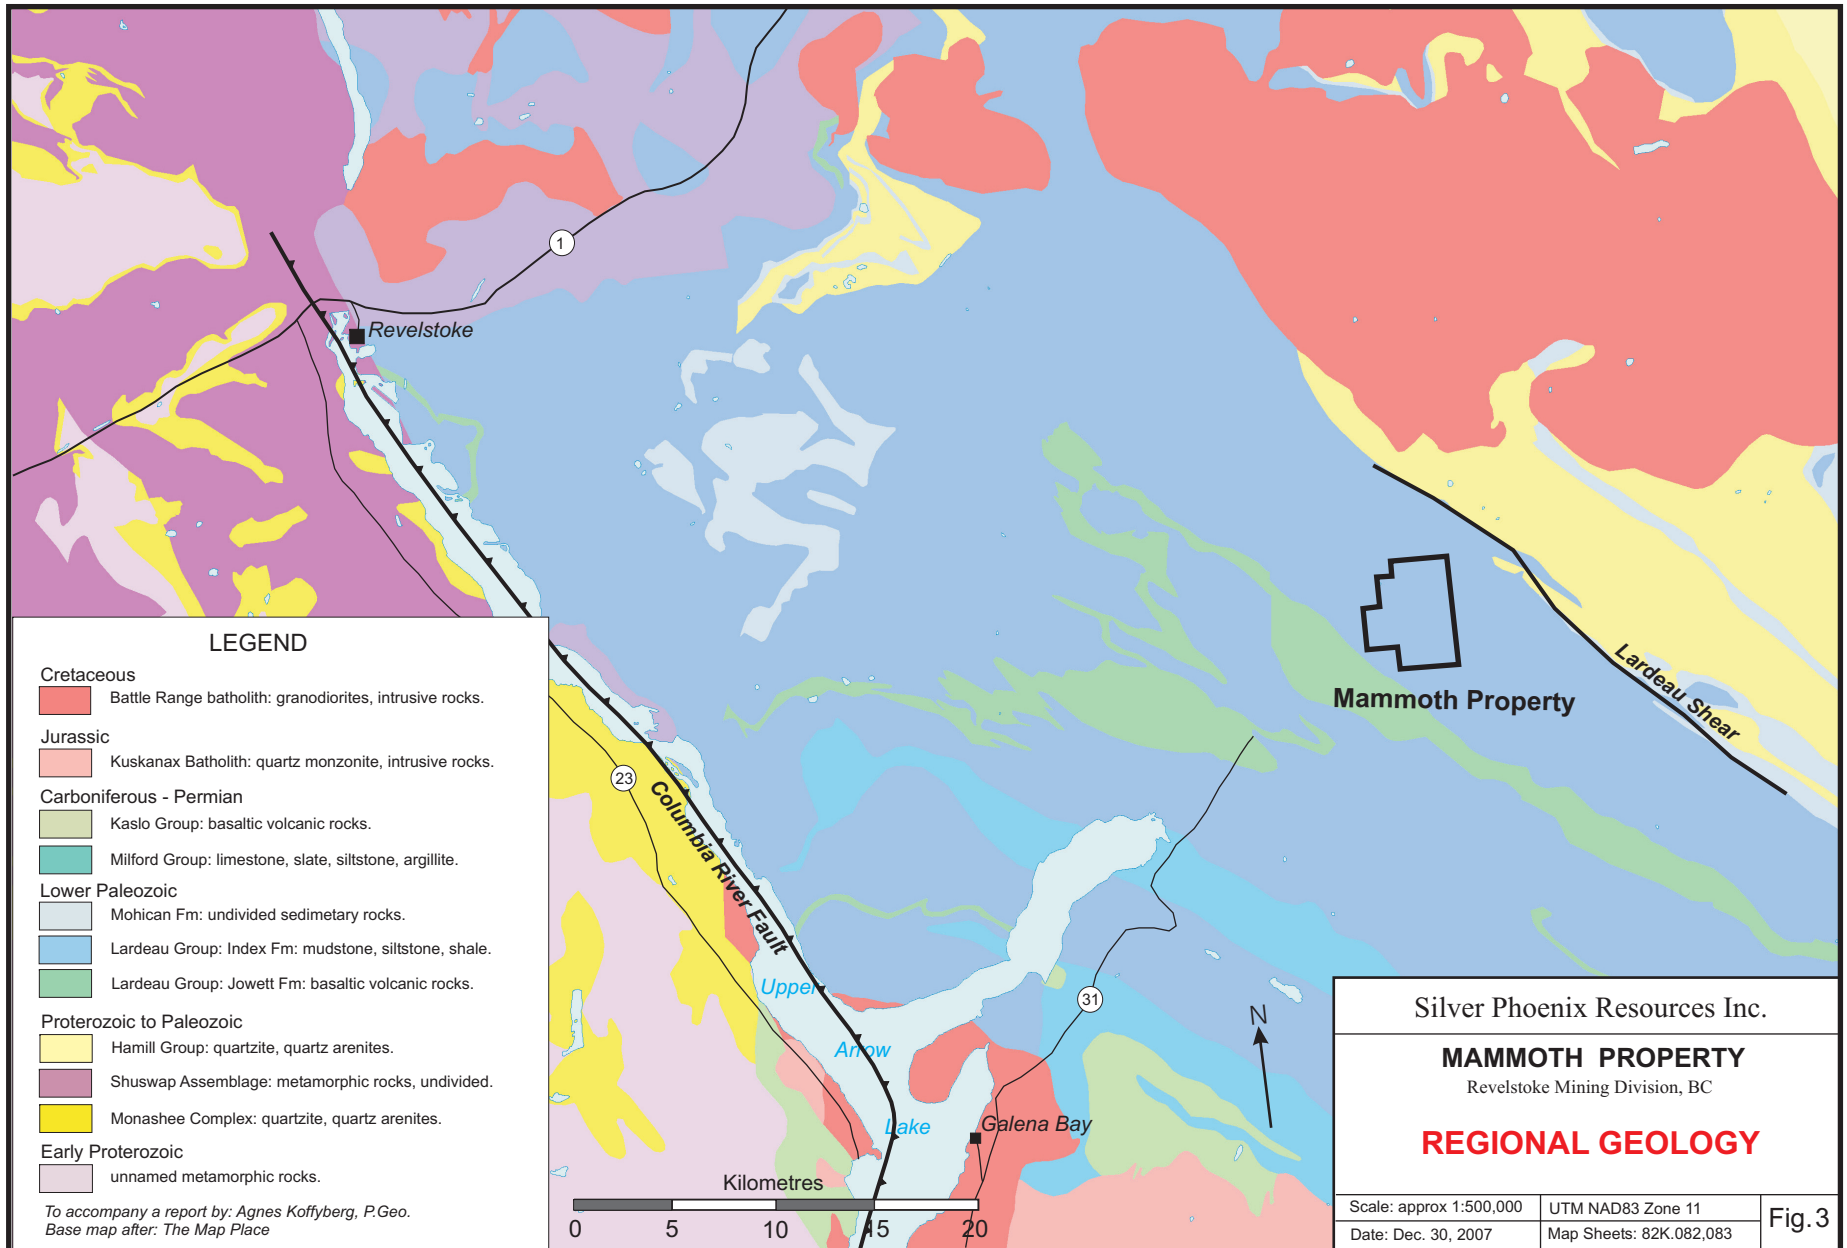 1
Revelstoke
Mammoth Property
Lardeau Shear
23
Columbia River Fault
Upper
Arrow
Lake
31
Galena Bay
N
LEGEND
Cretaceous
Battle Range batholith: granodiorites, intrusive rocks.
Jurassic
Kuskanax Batholith: quartz monzonite, intrusive rocks.
Carboniferous - Permian
Kaslo Group: basaltic volcanic rocks.
Milford Group: limestone, slate, siltstone, argillite.
Lower Paleozoic
Mohican Fm: undivided sedimetary rocks.
Lardeau Group: Index Fm: mudstone, siltstone, shale.
Lardeau Group: Jowett Fm: basaltic volcanic rocks.
Proterozoic to Paleozoic
Hamill Group: quartzite, quartz arenites.
Shuswap Assemblage: metamorphic rocks, undivided.
Monashee Complex: quartzite, quartz arenites.
Early Proterozoic
unnamed metamorphic rocks.
To accompany a report by: Agnes Koffyberg, P.Geo.
Base map after: The Map Place
Kilometres
0 5 10 15 20
Silver Phoenix Resources Inc.
MAMMOTH PROPERTY
Revelstoke Mining Division, BC
REGIONAL GEOLOGY
Scale: approx 1:500,000
UTM NAD83 Zone 11
Date: Dec. 30, 2007
Map Sheets: 82K.082,083
Fig.3